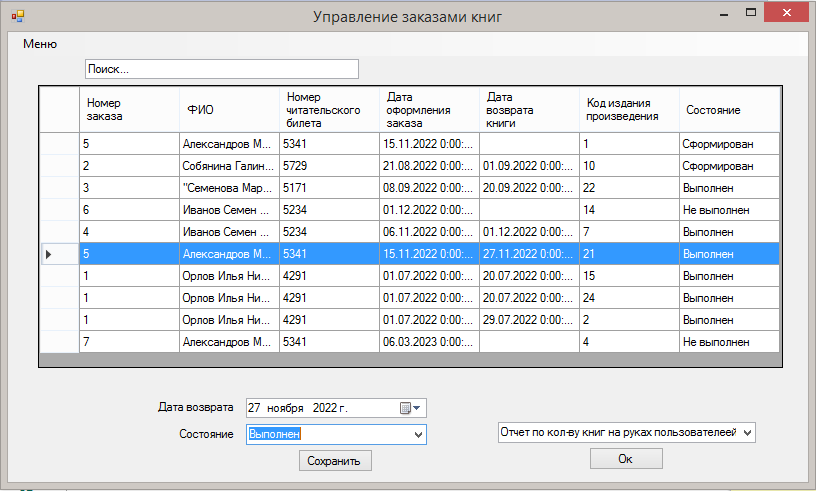 Управление заказами книг
Меню
Поиск...
Номер заказа ФИО Номер читательского билета Дата оформления заказа Дата возврата книги Код издания произведения Состояние
5 Александров М... 5341 15.11.2022 0:00:... 1 Сформирован
2 Собянина Галин... 5729 21.08.2022 0:00:... 01.09.2022 0:00:... 10 Сформирован
3 "Семенова Мар... 5171 08.09.2022 0:00:... 20.09.2022 0:00:... 22 Выполнен
6 Иванов Семен ... 5234 01.12.2022 0:00:... 14 Не выполнен
4 Иванов Семен ... 5234 06.11.2022 0:00:... 01.12.2022 0:00:... 7 Выполнен
5 Александров М... 5341 15.11.2022 0:00:... 27.11.2022 0:00:... 21 Выполнен
1 Орлов Илья Ни... 4291 01.07.2022 0:00:... 20.07.2022 0:00:... 15 Выполнен
1 Орлов Илья Ни... 4291 01.07.2022 0:00:... 20.07.2022 0:00:... 24 Выполнен
1 Орлов Илья Ни... 4291 01.07.2022 0:00:... 29.07.2022 0:00:... 2 Выполнен
7 Александров М... 5341 06.03.2023 0:00:... 4 Не выполнен
Дата возврата 27 ноября 2022 г.
Состояние Выполнен
Отчет по кол-ву книг на руках пользователеей
Сохранить
Ок